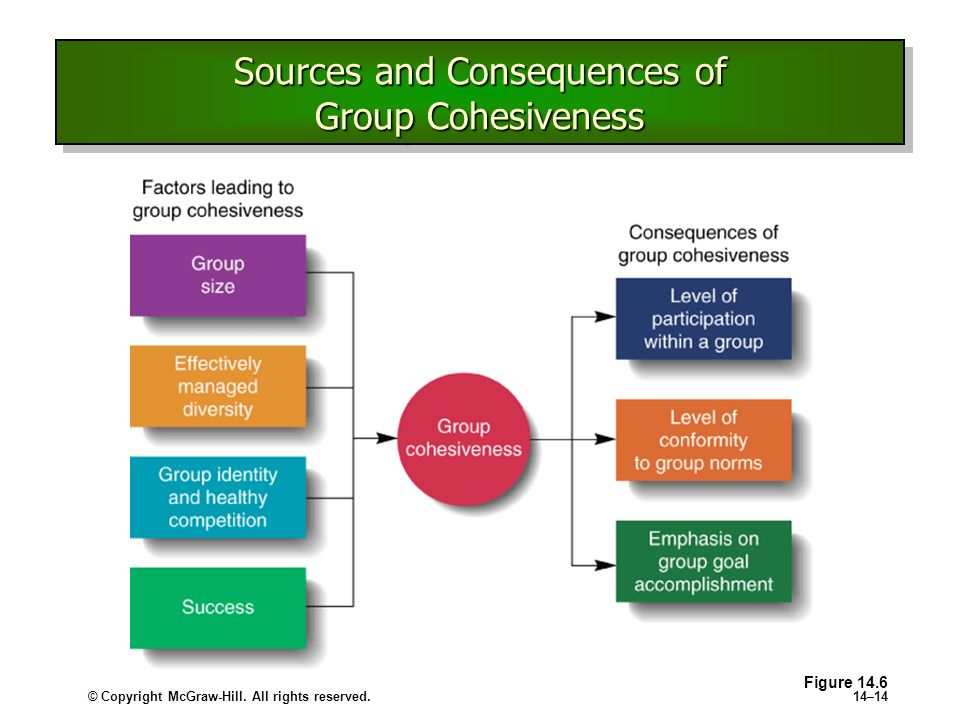 Sources and Consequences of
Group Cohesiveness
Factors leading to
group cohesiveness
Group
size
Effectively
managed
diversity
Group identity
and healthy
competition
Success
Group
cohesiveness
Consequences of
group cohesiveness
Level of
participation
within a group
Level of
conformity
to group norms
Emphasis on
group goal
accomplishment
Figure 14.6
© Copyright McGraw-Hill. All rights reserved.
14–14